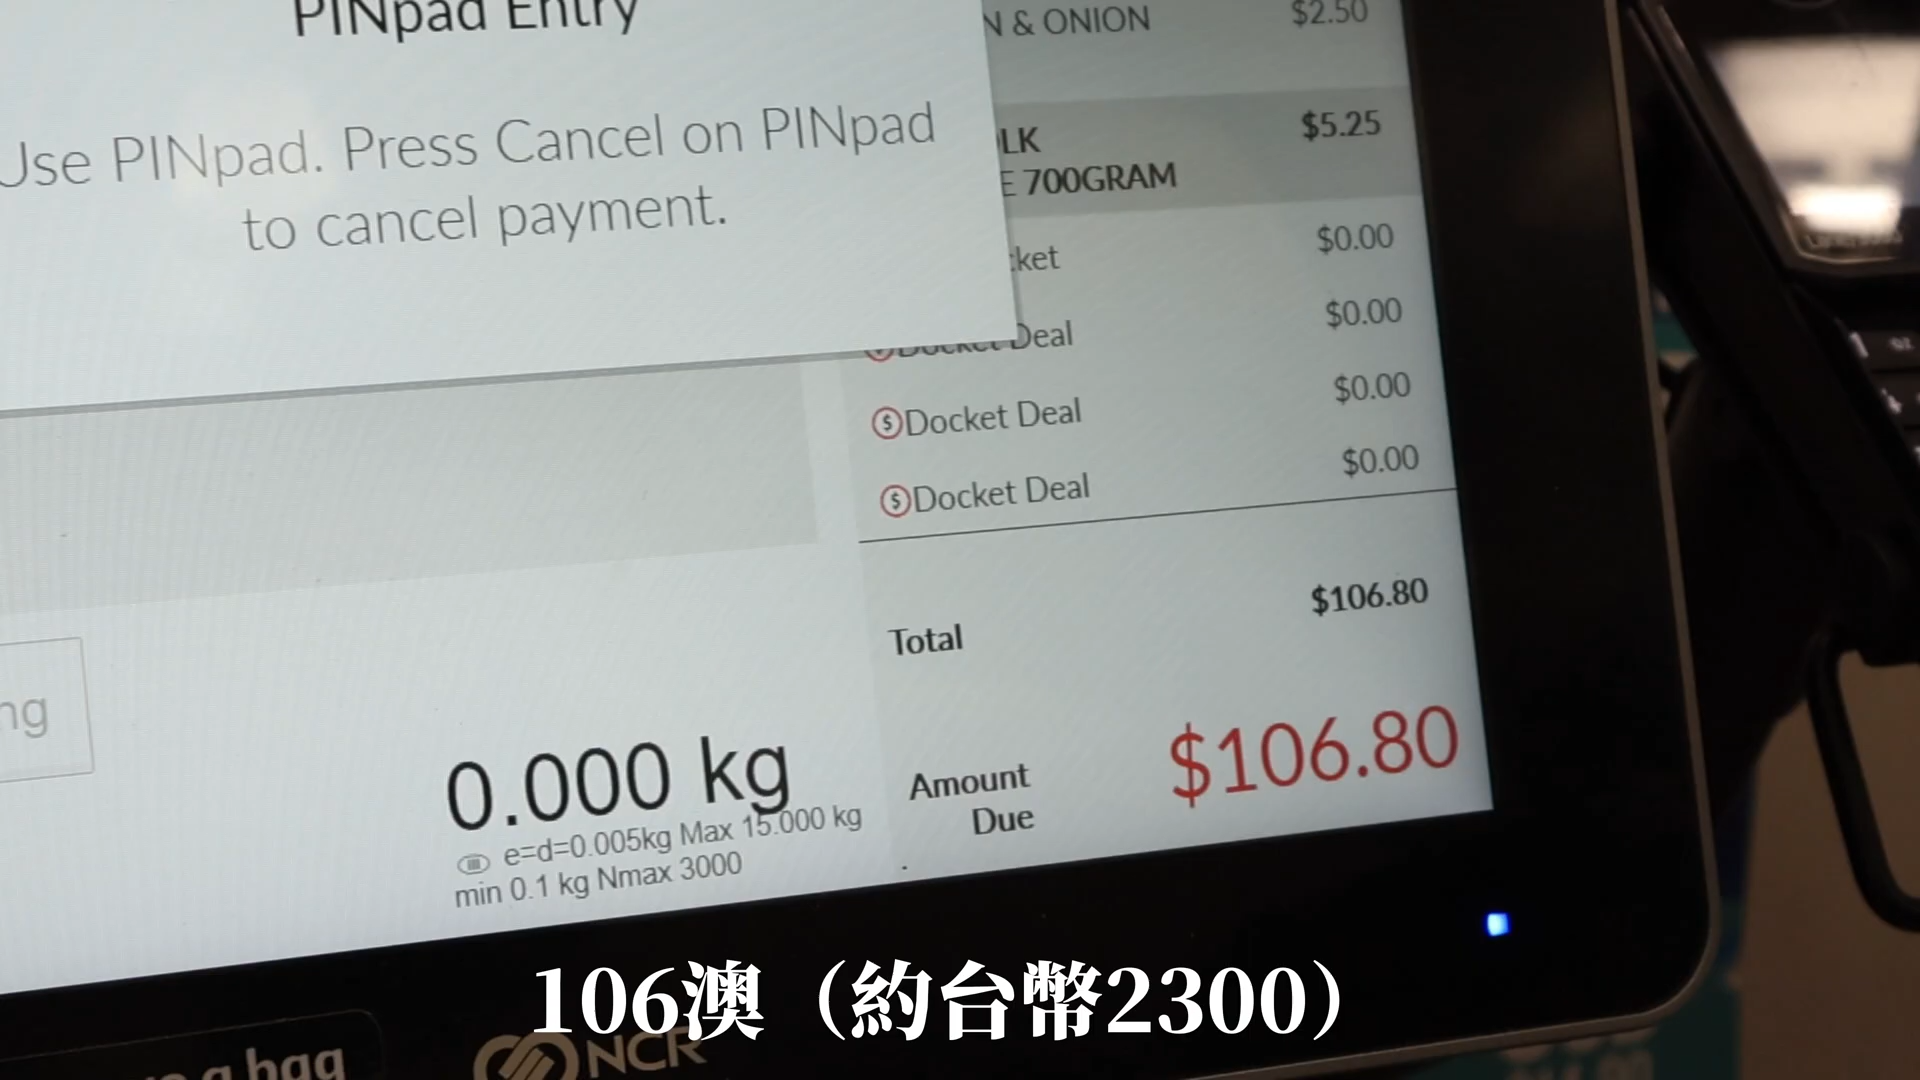 PINpad Entry
Use PINpad. Press Cancel on PINpad
to cancel payment.
N & ONION $2.50
LK $5.25
E 700GRAM
ket $0.00
Docket Deal $0.00
Docket Deal $0.00
Docket Deal $0.00
Total $106.80
Amount
Due
$106.80
ng
0.000 kg
e=d=0.005kg Max 15.000 kg
min 0.1 kg Nmax 3000
106澳（約台幣2300）
a bag
NCR